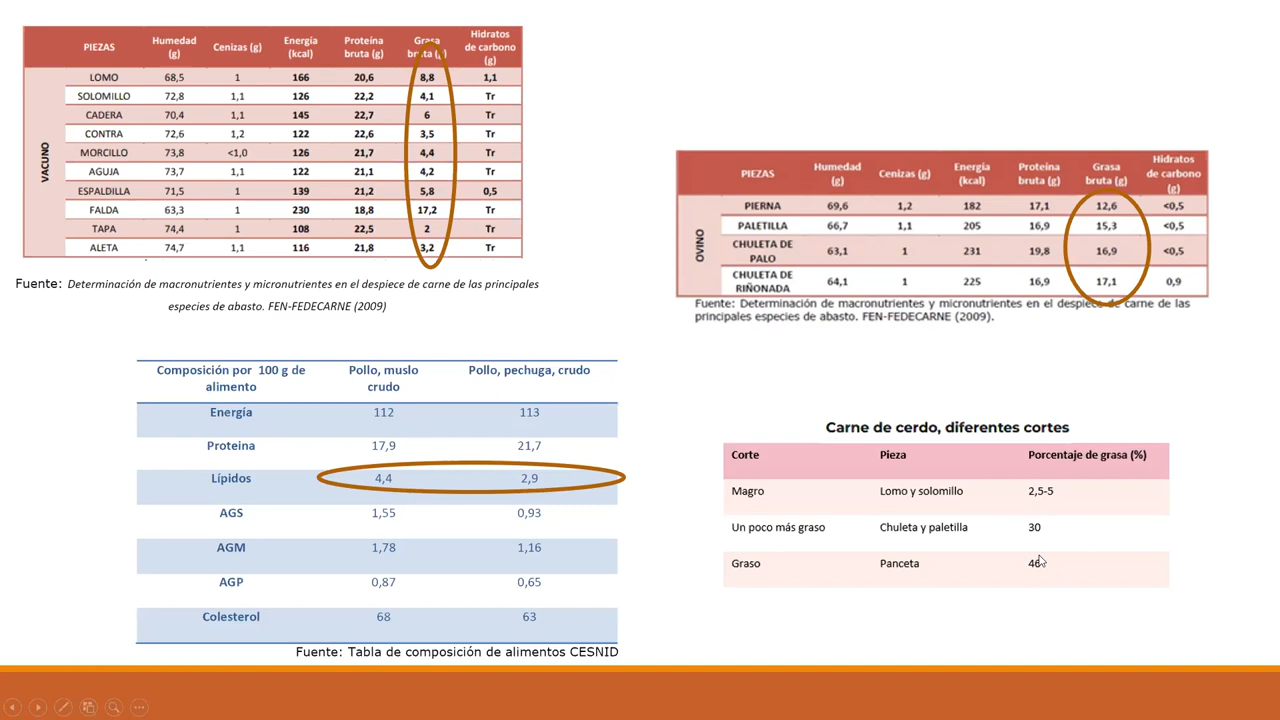 PIEZAS Humedad (g) Cenizas (g) Energía (kcal) Proteína bruta (g) Grasa bruta (g) Hidratos de carbono (g)
VACUNO
LOMO 68,5 1 166 20,6 8,8 1,1
SOLOMILLO 72,8 1,1 126 22,2 4,1 Tr
CADERA 70,4 1,1 145 22,7 6 Tr
CONTRA 72,6 1,2 122 22,6 3,5 Tr
MORCILLO 73,8 <1,0 126 21,7 4,4 Tr
AGUJA 73,7 1,1 122 21,1 4,2 Tr
ESPALDILLA 71,5 1 139 21,2 5,8 0,5
FALDA 63,3 1 230 18,8 17,2 Tr
TAPA 74,4 1 108 22,5 2 Tr
ALETA 74,7 1,1 116 21,8 3,2 Tr
Fuente: Determinación de macronutrientes y micronutrientes en el despiece de carne de las principales
especies de abasto. FEN-FEDECARNE (2009)
PIEZAS Humedad (g) Cenizas (g) Energía (kcal) Proteína bruta (g) Grasa bruta (g) Hidratos de carbono (g)
OVINO
PIERNA 69,6 1,2 182 17,1 12,6 <0,5
PALETILLA 66,7 1,1 205 16,9 15,3 <0,5
CHULETA DE PALO 63,1 1 231 19,8 16,9 <0,5
CHULETA DE RIÑONADA 64,1 1 225 16,9 17,1 0,9
Fuente: Determinación de macronutrientes y micronutrientes en el despiece de carne de las
principales especies de abasto. FEN-FEDECARNE (2009).
Composición por 100 g de alimento Pollo, muslo crudo Pollo, pechuga, crudo
Energía 112 113
Proteina 17,9 21,7
Lípidos 4,4 2,9
AGS 1,55 0,93
AGM 1,78 1,16
AGP 0,87 0,65
Colesterol 68 63
Fuente: Tabla de composición de alimentos CESNID
Carne de cerdo, diferentes cortes
Corte Pieza Porcentaje de grasa (%)
Magro Lomo y solomillo 2,5-5
Un poco más graso Chuleta y paletilla 30
Graso Panceta 46